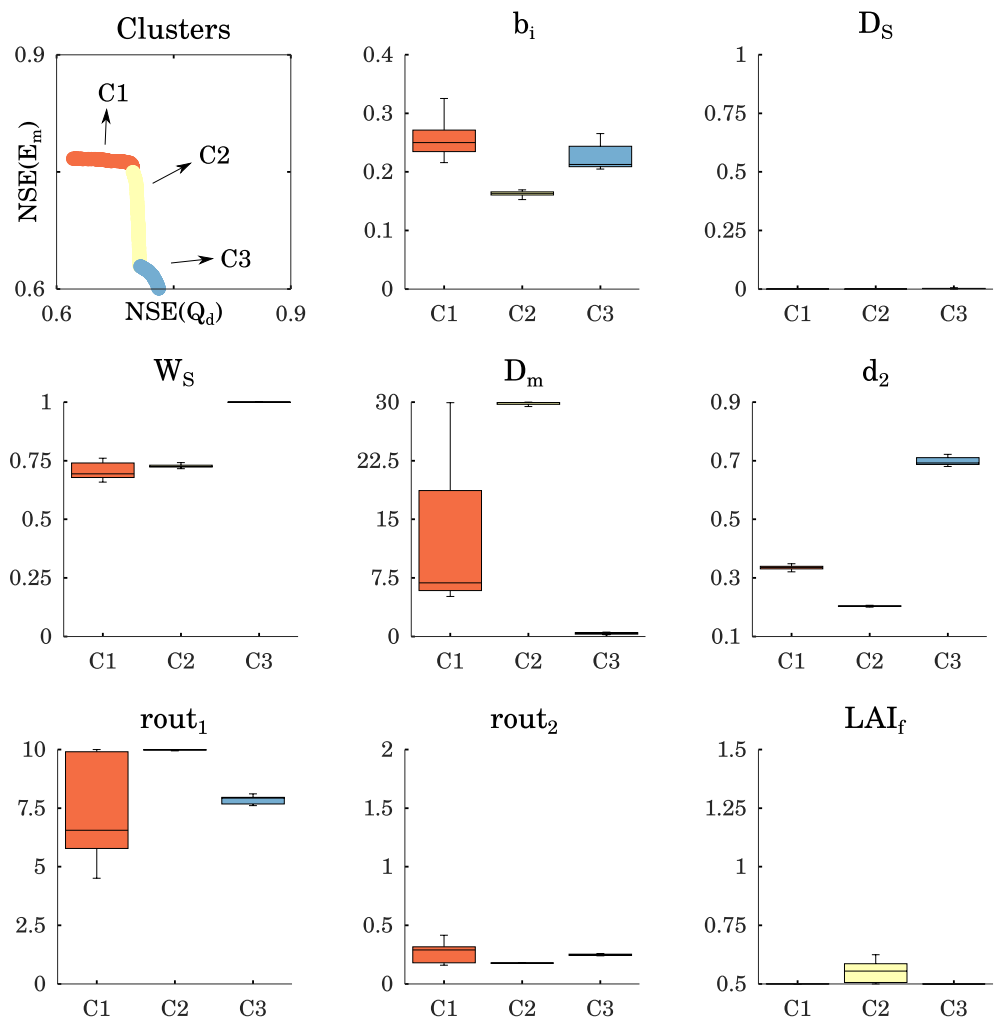 Clusters
0.9
C1
C2
C3
NSE(E_m)
0.6
0.6 0.9
NSE(Q_d)
b_i
0.4
0.3
0.2
0.1
0
C1 C2 C3
D_S
1
0.75
0.5
0.25
0
C1 C2 C3
W_S
1
0.75
0.5
0.25
0
C1 C2 C3
D_m
30
22.5
15
7.5
0
C1 C2 C3
d_2
0.9
0.7
0.5
0.3
0.1
C1 C2 C3
rout_1
10
7.5
5
2.5
0
C1 C2 C3
rout_2
2
1.5
1
0.5
0
C1 C2 C3
LAI_f
1.5
1.25
1
0.75
0.5
C1 C2 C3